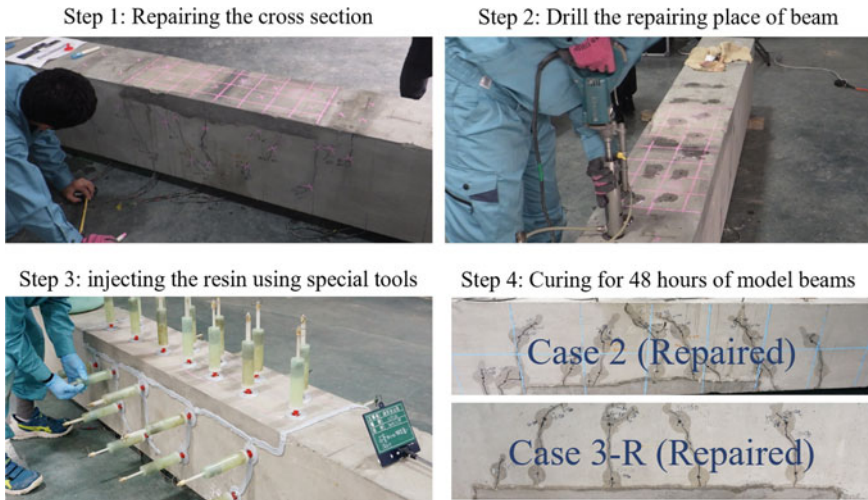 Step 1: Repairing the cross section
Step 2: Drill the repairing place of beam
Step 3: injecting the resin using special tools
Step 4: Curing for 48 hours of model beams
Case 2 (Repaired)
Case 3-R (Repaired)